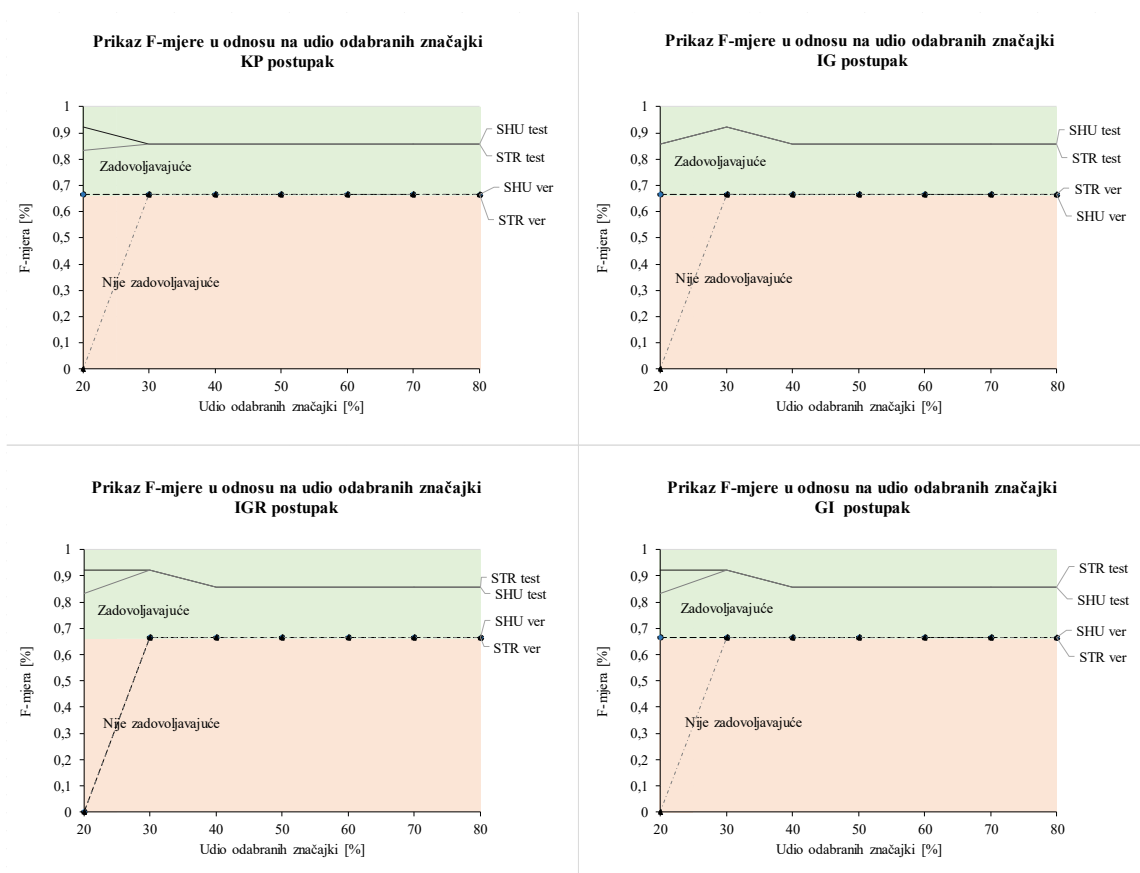 Prikaz F-mjere u odnosu na udio odabranih značajki
KP postupak
1
0,9
0,8
0,7
0,6
0,5
0,4
0,3
0,2
0,1
0
F-mjera [%]
Zadovoljavajuće
Nije zadovoljavajuće
SHU test
STR test
SHU ver
STR ver
20 30 40 50 60 70 80
Udio odabranih značajki [%]
Prikaz F-mjere u odnosu na udio odabranih značajki
IG postupak
1
0,9
0,8
0,7
0,6
0,5
0,4
0,3
0,2
0,1
0
F-mjera [%]
Zadovoljavajuće
Nije zadovoljavajuće
SHU test
STR test
STR ver
SHU ver
20 30 40 50 60 70 80
Udio odabranih značajki [%]
Prikaz F-mjere u odnosu na udio odabranih značajki
IGR postupak
1
0,9
0,8
0,7
0,6
0,5
0,4
0,3
0,2
0,1
0
F-mjera [%]
Zadovoljavajuće
Nije zadovoljavajuće
STR test
SHU test
SHU ver
STR ver
20 30 40 50 60 70 80
Udio odabranih značajki [%]
Prikaz F-mjere u odnosu na udio odabranih značajki
GI postupak
1
0,9
0,8
0,7
0,6
0,5
0,4
0,3
0,2
0,1
0
F-mjera [%]
Zadovoljavajuće
Nije zadovoljavajuće
STR test
SHU test
SHU ver
STR ver
20 30 40 50 60 70 80
Udio odabranih značajki [%]